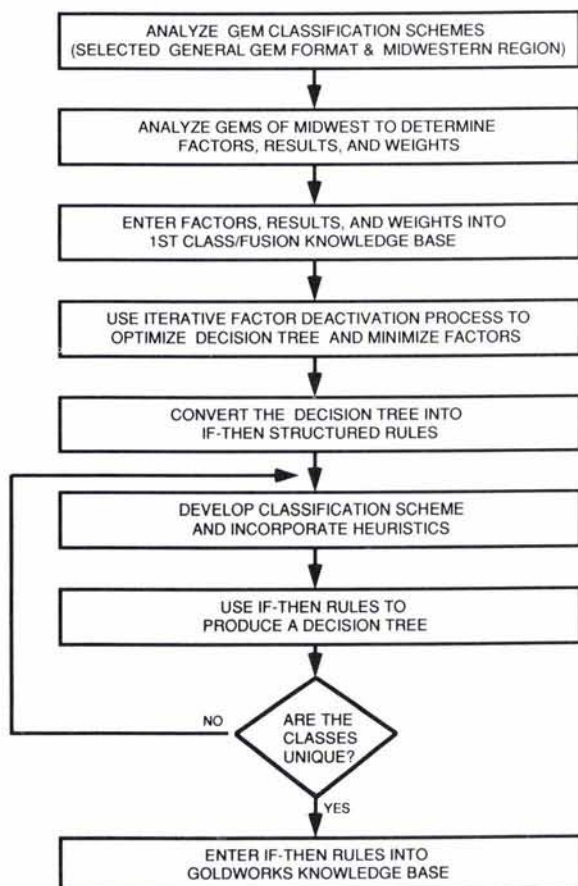 ANALYZE GEM CLASSIFICATION SCHEMES
(SELECTED GENERAL GEM FORMAT & MIDWESTERN REGION)
ANALYZE GEMS OF MIDWEST TO DETERMINE
FACTORS, RESULTS, AND WEIGHTS
ENTER FACTORS, RESULTS, AND WEIGHTS INTO
1ST CLASS/FUSION KNOWLEDGE BASE
USE ITERATIVE FACTOR DEACTIVATION PROCESS TO
OPTIMIZE DECISION TREE AND MINIMIZE FACTORS
CONVERT THE DECISION TREE INTO
IF-THEN STRUCTURED RULES
DEVELOP CLASSIFICATION SCHEME
AND INCORPORATE HEURISTICS
USE IF-THEN RULES TO
PRODUCE A DECISION TREE
NO
ARE THE
CLASSES
UNIQUE?
YES
ENTER IF-THEN RULES INTO
GOLDWORKS KNOWLEDGE BASE